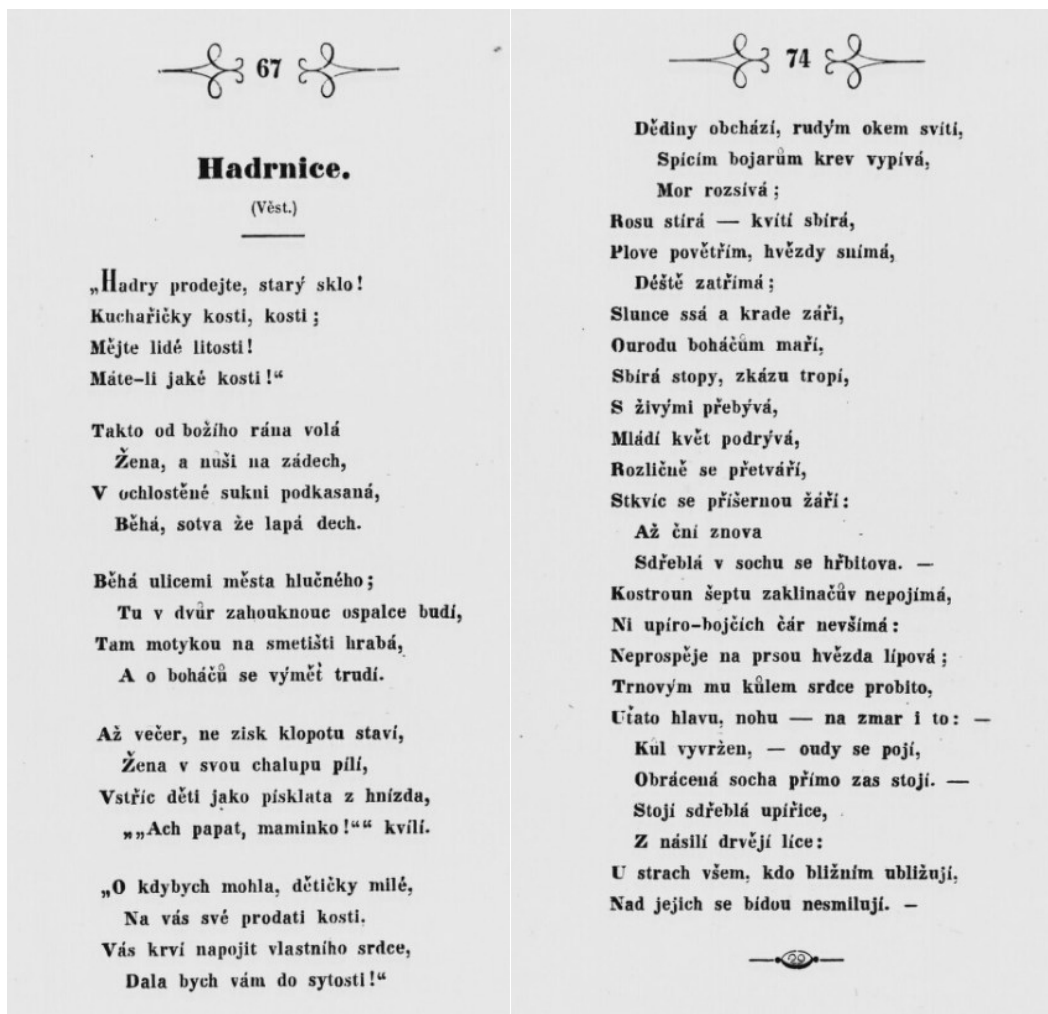 67
Hadrnice.
(Věst.)
„Hadry prodejte, starý sklo!
Kuchařičky kosti, kosti;
Mějte lidé lítosti!
Máte-li jaké kosti!“
Takto od božího rána volá
Žena, a nůši na zádech,
V ochlostěné sukni podkasaná,
Běhá, sotva že lapá dech.
Běhá ulicemi města hlučného;
Tu v dvůr zahouknouc ospalce budí,
Tam motykou na smetišti hrabá,
A o boháčů se výmět trudí.
Až večer, ne zisk klopotu staví,
Žena v svou chalupu pílí,
Vstříc děti jako písklata z hnízda,
„„Ach papat, maminko!““ kvílí.
„O kdybych mohla, dětičky milé,
Na vás své prodati kosti,
Vás krví napojit vlastního srdce,
Dala bych vám do sytosti!“
74
Dědiny obchází, rudým okem svítí,
Spícím bojarům krev vypívá,
Mor rozsívá;
Rosu stírá — kvítí sbírá,
Plove povětřím, hvězdy snímá,
Déště zatřímá;
Slunce ssá a krade záři,
Ourodu boháčům maří,
Sbírá stopy, zkázu tropí,
S živými přebývá,
Mládí květ podrývá,
Rozličně se přetváří,
Stkvíc se příšernou žáří:
Až ční znova
Sdřeblá v sochu se hřbitova. —
Kostroun šeptu zaklinačův nepojímá,
Ni upíro-bojčích čár nevšímá:
Neprospěje na prsou hvězda lípová;
Trnovým mu kůlem srdce probito,
Uťato hlavu, nohu — na zmar i to: —
Kůl vyvržen, — oudy se pojí,
Obrácená socha přímo zas stojí. —
Stojí sdřeblá upířice,
Z násilí drvějí líce:
U strach všem, kdo bližním ubližují,
Nad jejich se bídou nesmilují. —